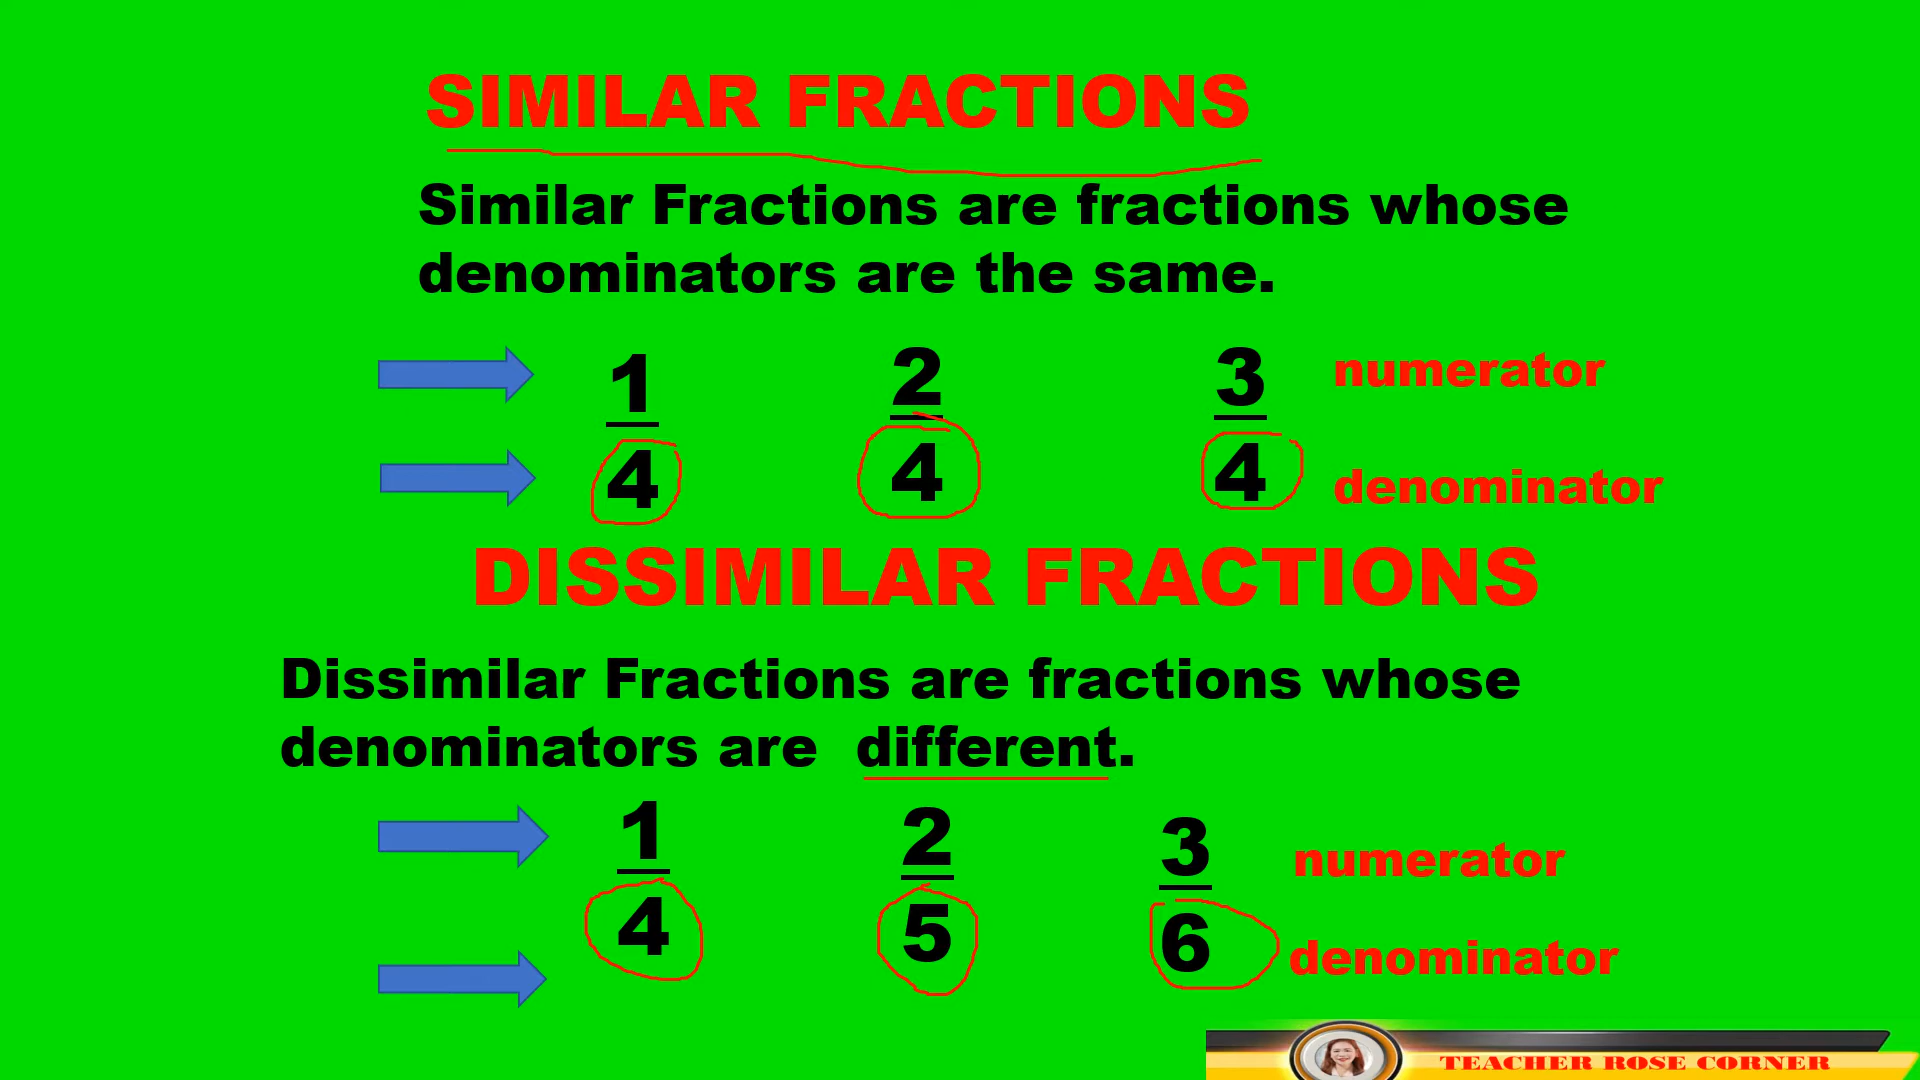 SIMILAR FRACTIONS
Similar Fractions are fractions whose
denominators are the same.
1 2 3 numerator
4 4 4 denominator
DISSIMILAR FRACTIONS
Dissimilar Fractions are fractions whose
denominators are different.
1 2 3 numerator
4 5 6 denominator
TEACHER ROSE CORNER